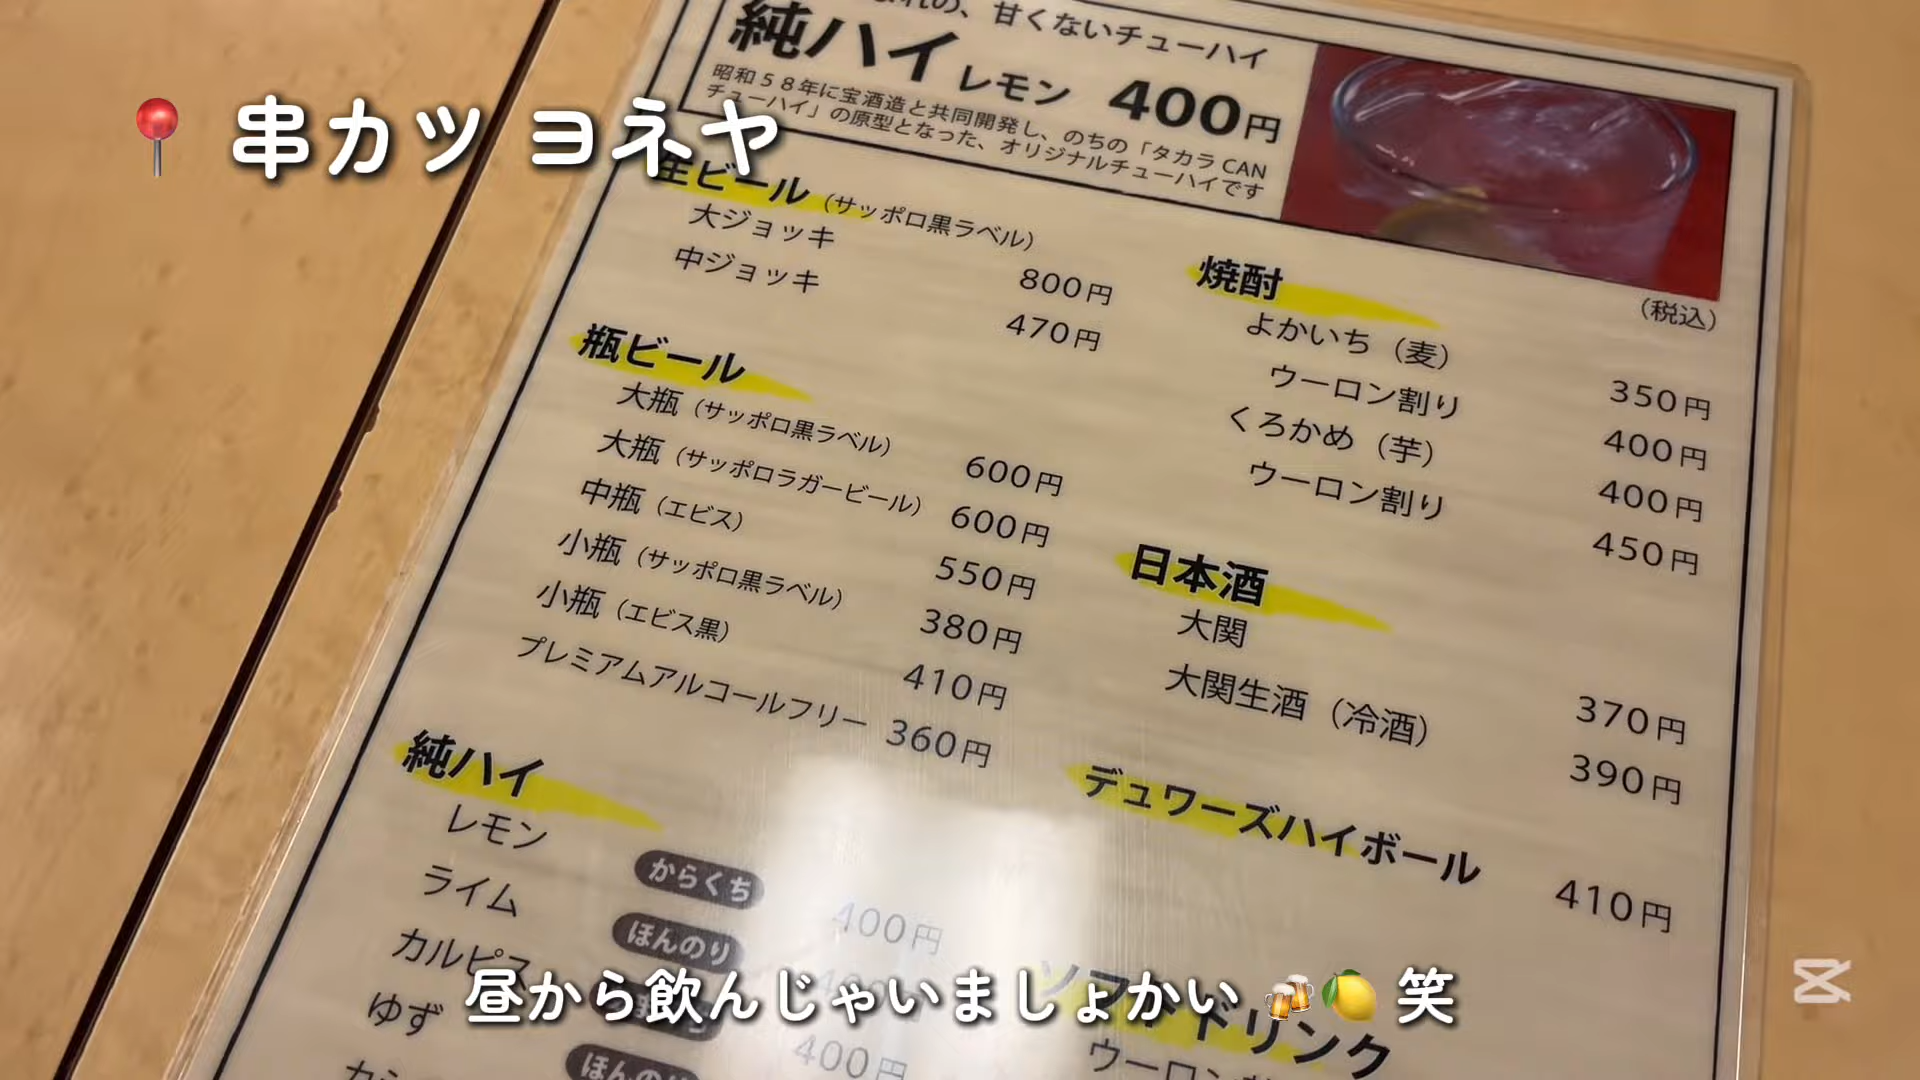 甘くないチューハイ
純ハイ レモン 400円
昭和58年に宝酒造と共同開発し、のちの「タカラ CAN
チューハイ」の原型となった、オリジナルチューハイです
📍 串カツ ヨネヤ
生ビール (サッポロ黒ラベル)
大ジョッキ 800円
中ジョッキ 470円
瓶ビール
大瓶 (サッポロ黒ラベル) 600円
大瓶 (サッポロラガービール) 600円
中瓶 (エビス) 550円
小瓶 (サッポロ黒ラベル) 380円
小瓶 (エビス黒) 410円
プレミアムアルコールフリー 360円
純ハイ
レモン からくち 400円
ライム ほんのり
カルピス
ゆず 400円
ほんのり
(税込)
焼酎
よかいち (麦) 350円
ウーロン割り 400円
くろかめ (芋) 400円
ウーロン割り 450円
日本酒
大関 370円
大関生酒 (冷酒) 390円
デュワーズハイボール 410円
ソフトドリンク
ウーロン
昼から飲んじゃいましょかい 🍻🍋 笑